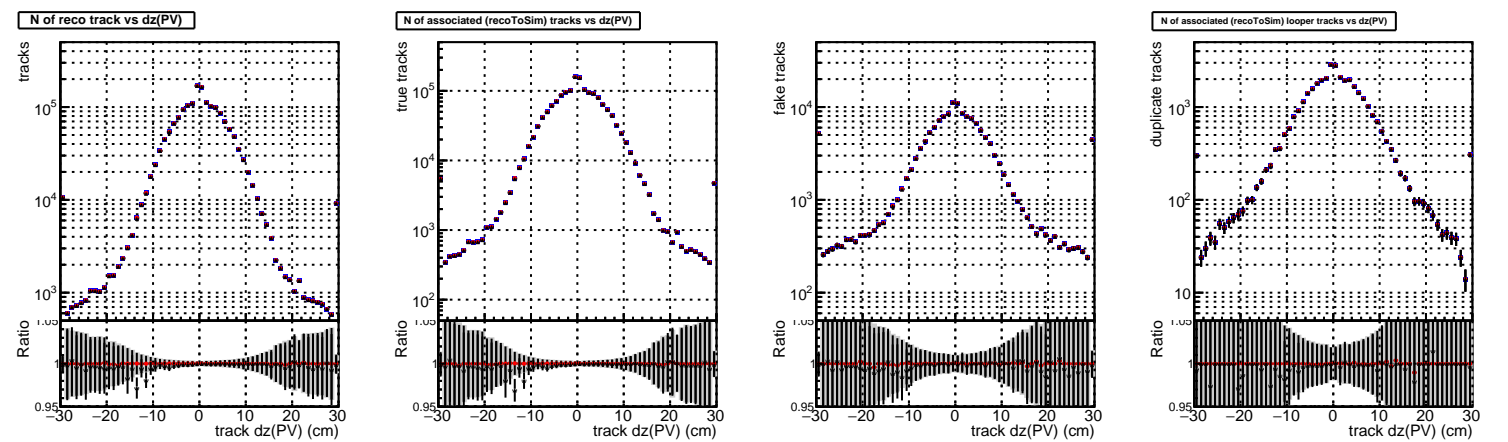 N of reco track vs dz(PV)
N of associated (recoToSim) tracks vs dz(PV)
N of associated (recoToSim) looper tracks vs dz(PV)
tracks
10^5
10^4
10^3
Ratio
1.05
1
0.95
−30 −20 −10 0 10 20 30
track dz(PV) (cm)
true tracks
10^5
10^4
10^3
10^2
Ratio
1.05
1
0.95
−30 −20 −10 0 10 20 30
track dz(PV) (cm)
fake tracks
10^4
10^3
10^2
Ratio
1.05
1
0.95
−30 −20 −10 0 10 20 30
track dz(PV) (cm)
duplicate tracks
10^3
10^2
10
Ratio
1.05
1
0.95
−30 −20 −10 0 10 20 30
track dz(PV) (cm)